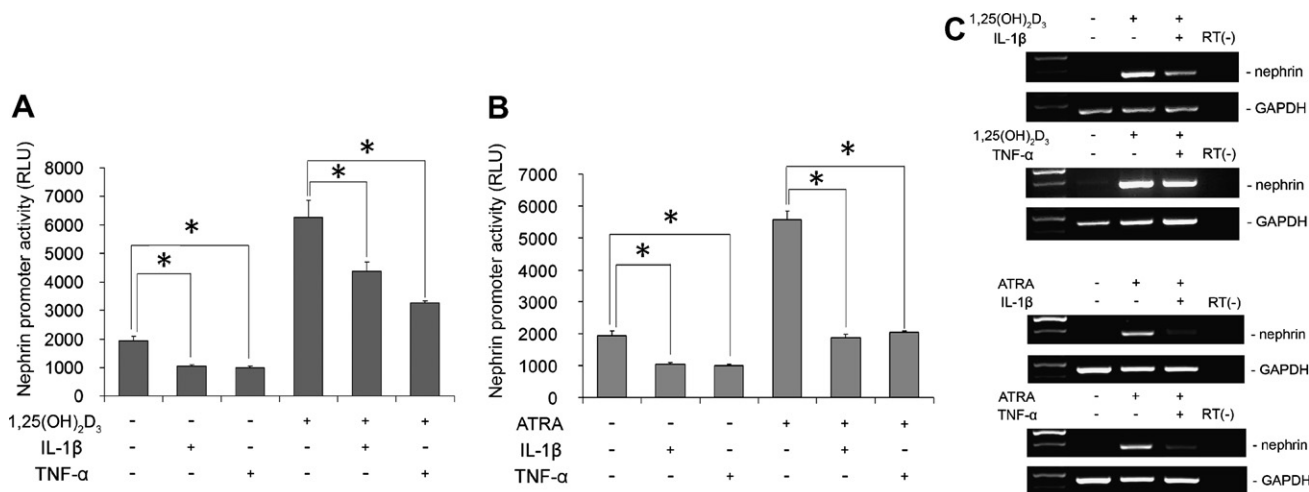 A
Nephrin promoter activity (RLU)
8000
7000
6000
5000
4000
3000
2000
1000
0
* * * *
1,25(OH)₂D₃ - - - + + +
IL-1β - + - - + -
TNF-α - - + - - +
B
Nephrin promoter activity (RLU)
7000
6000
5000
4000
3000
2000
1000
0
* * * *
ATRA - - - + + +
IL-1β - + - - + -
TNF-α - - + - - +
C
1,25(OH)₂D₃ - + +
IL-1β - - + RT(-)
- nephrin
- GAPDH
1,25(OH)₂D₃ - + +
TNF-α - - + RT(-)
- nephrin
- GAPDH
ATRA - + +
IL-1β - - + RT(-)
- nephrin
- GAPDH
ATRA - + +
TNF-α - - + RT(-)
- nephrin
- GAPDH